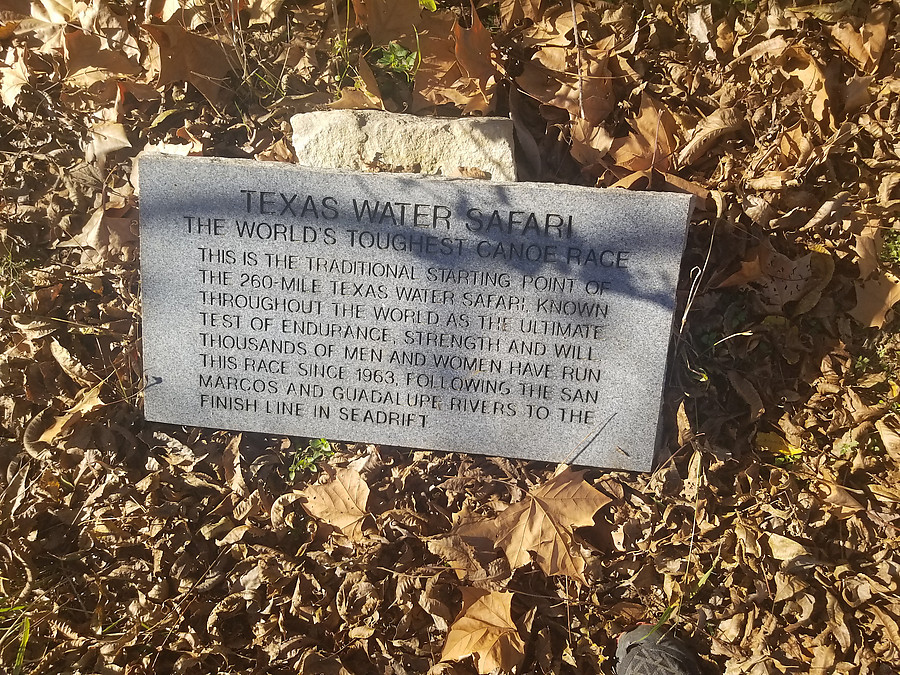 TEXAS WATER SAFARI
THE WORLD'S TOUGHEST CANOE RACE
THIS IS THE TRADITIONAL STARTING POINT OF
THE 260-MILE TEXAS WATER SAFARI, KNOWN
THROUGHOUT THE WORLD AS THE ULTIMATE
TEST OF ENDURANCE, STRENGTH AND WILL.
THOUSANDS OF MEN AND WOMEN HAVE RUN
THIS RACE SINCE 1963, FOLLOWING THE SAN
MARCOS AND GUADALUPE RIVERS TO THE
FINISH LINE IN SEADRIFT